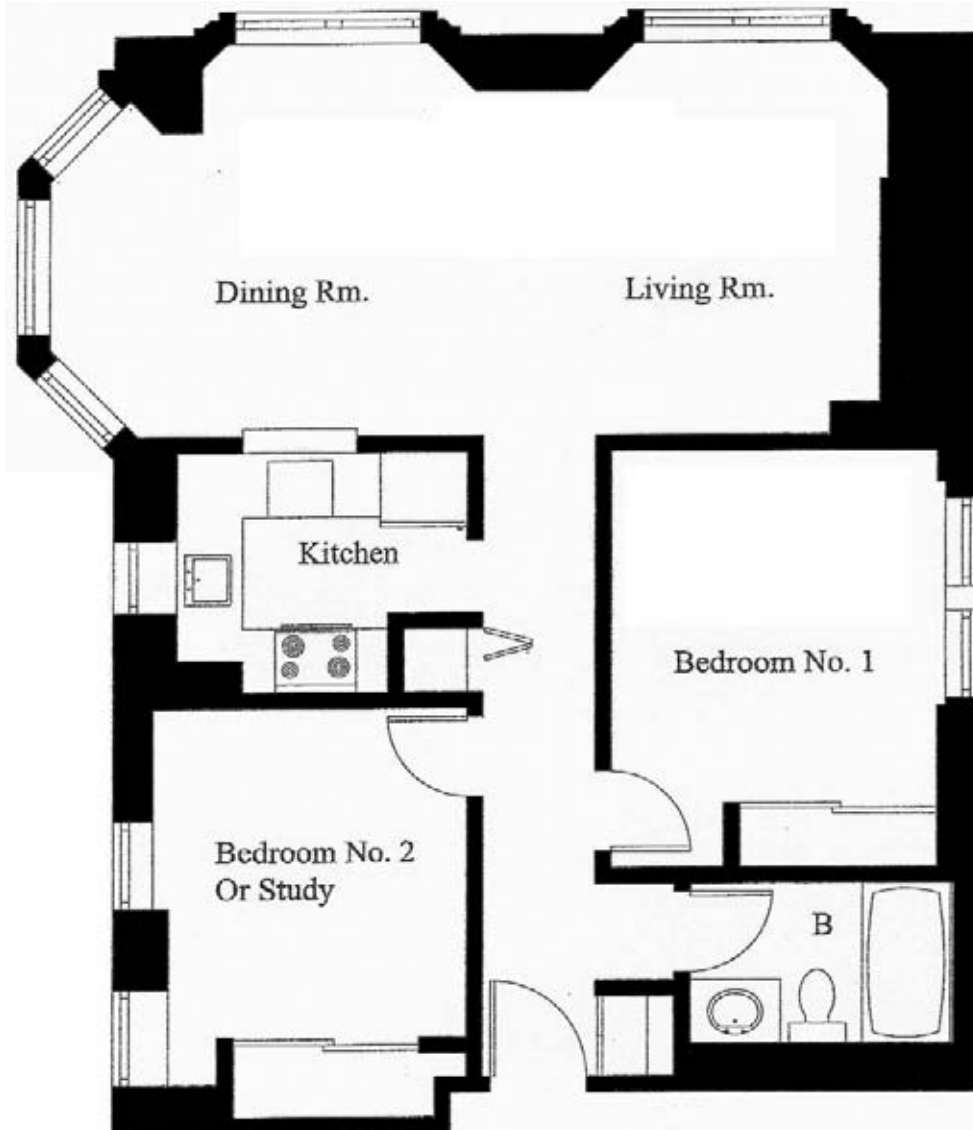 Dining Rm.
Living Rm.
Kitchen
Bedroom No. 1
Bedroom No. 2
Or Study
B